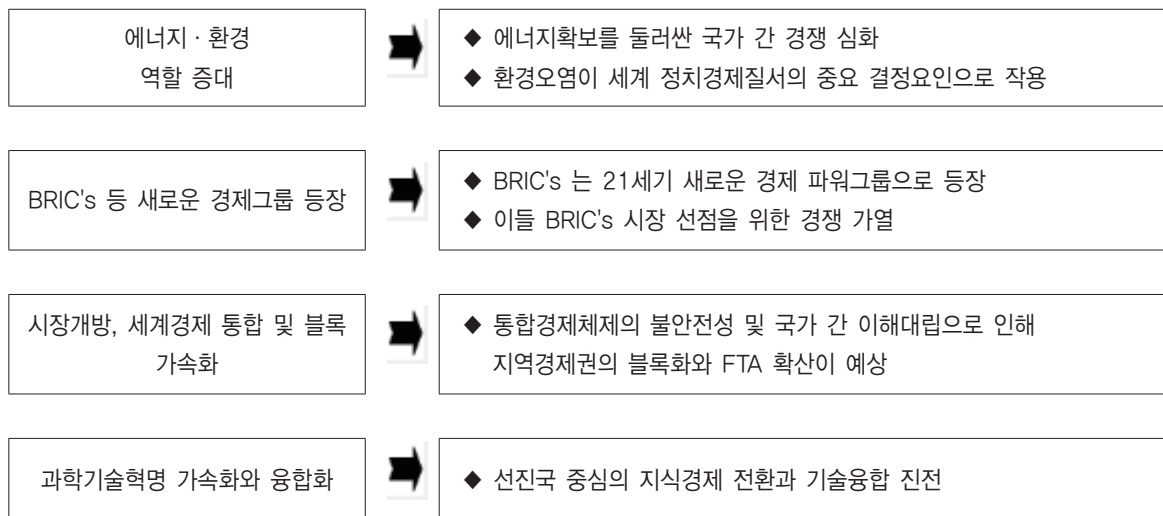 에너지 · 환경
역할 증대
◆ 에너지확보를 둘러싼 국가 간 경쟁 심화
◆ 환경오염이 세계 정치경제질서의 중요 결정요인으로 작용
BRIC's 등 새로운 경제그룹 등장
◆ BRIC's 는 21세기 새로운 경제 파워그룹으로 등장
◆ 이들 BRIC's 시장 선점을 위한 경쟁 가열
시장개방, 세계경제 통합 및 블록
가속화
◆ 통합경제체제의 불안전성 및 국가 간 이해대립으로 인해
지역경제권의 블록화와 FTA 확산이 예상
과학기술혁명 가속화와 융합화
◆ 선진국 중심의 지식경제 전환과 기술융합 진전